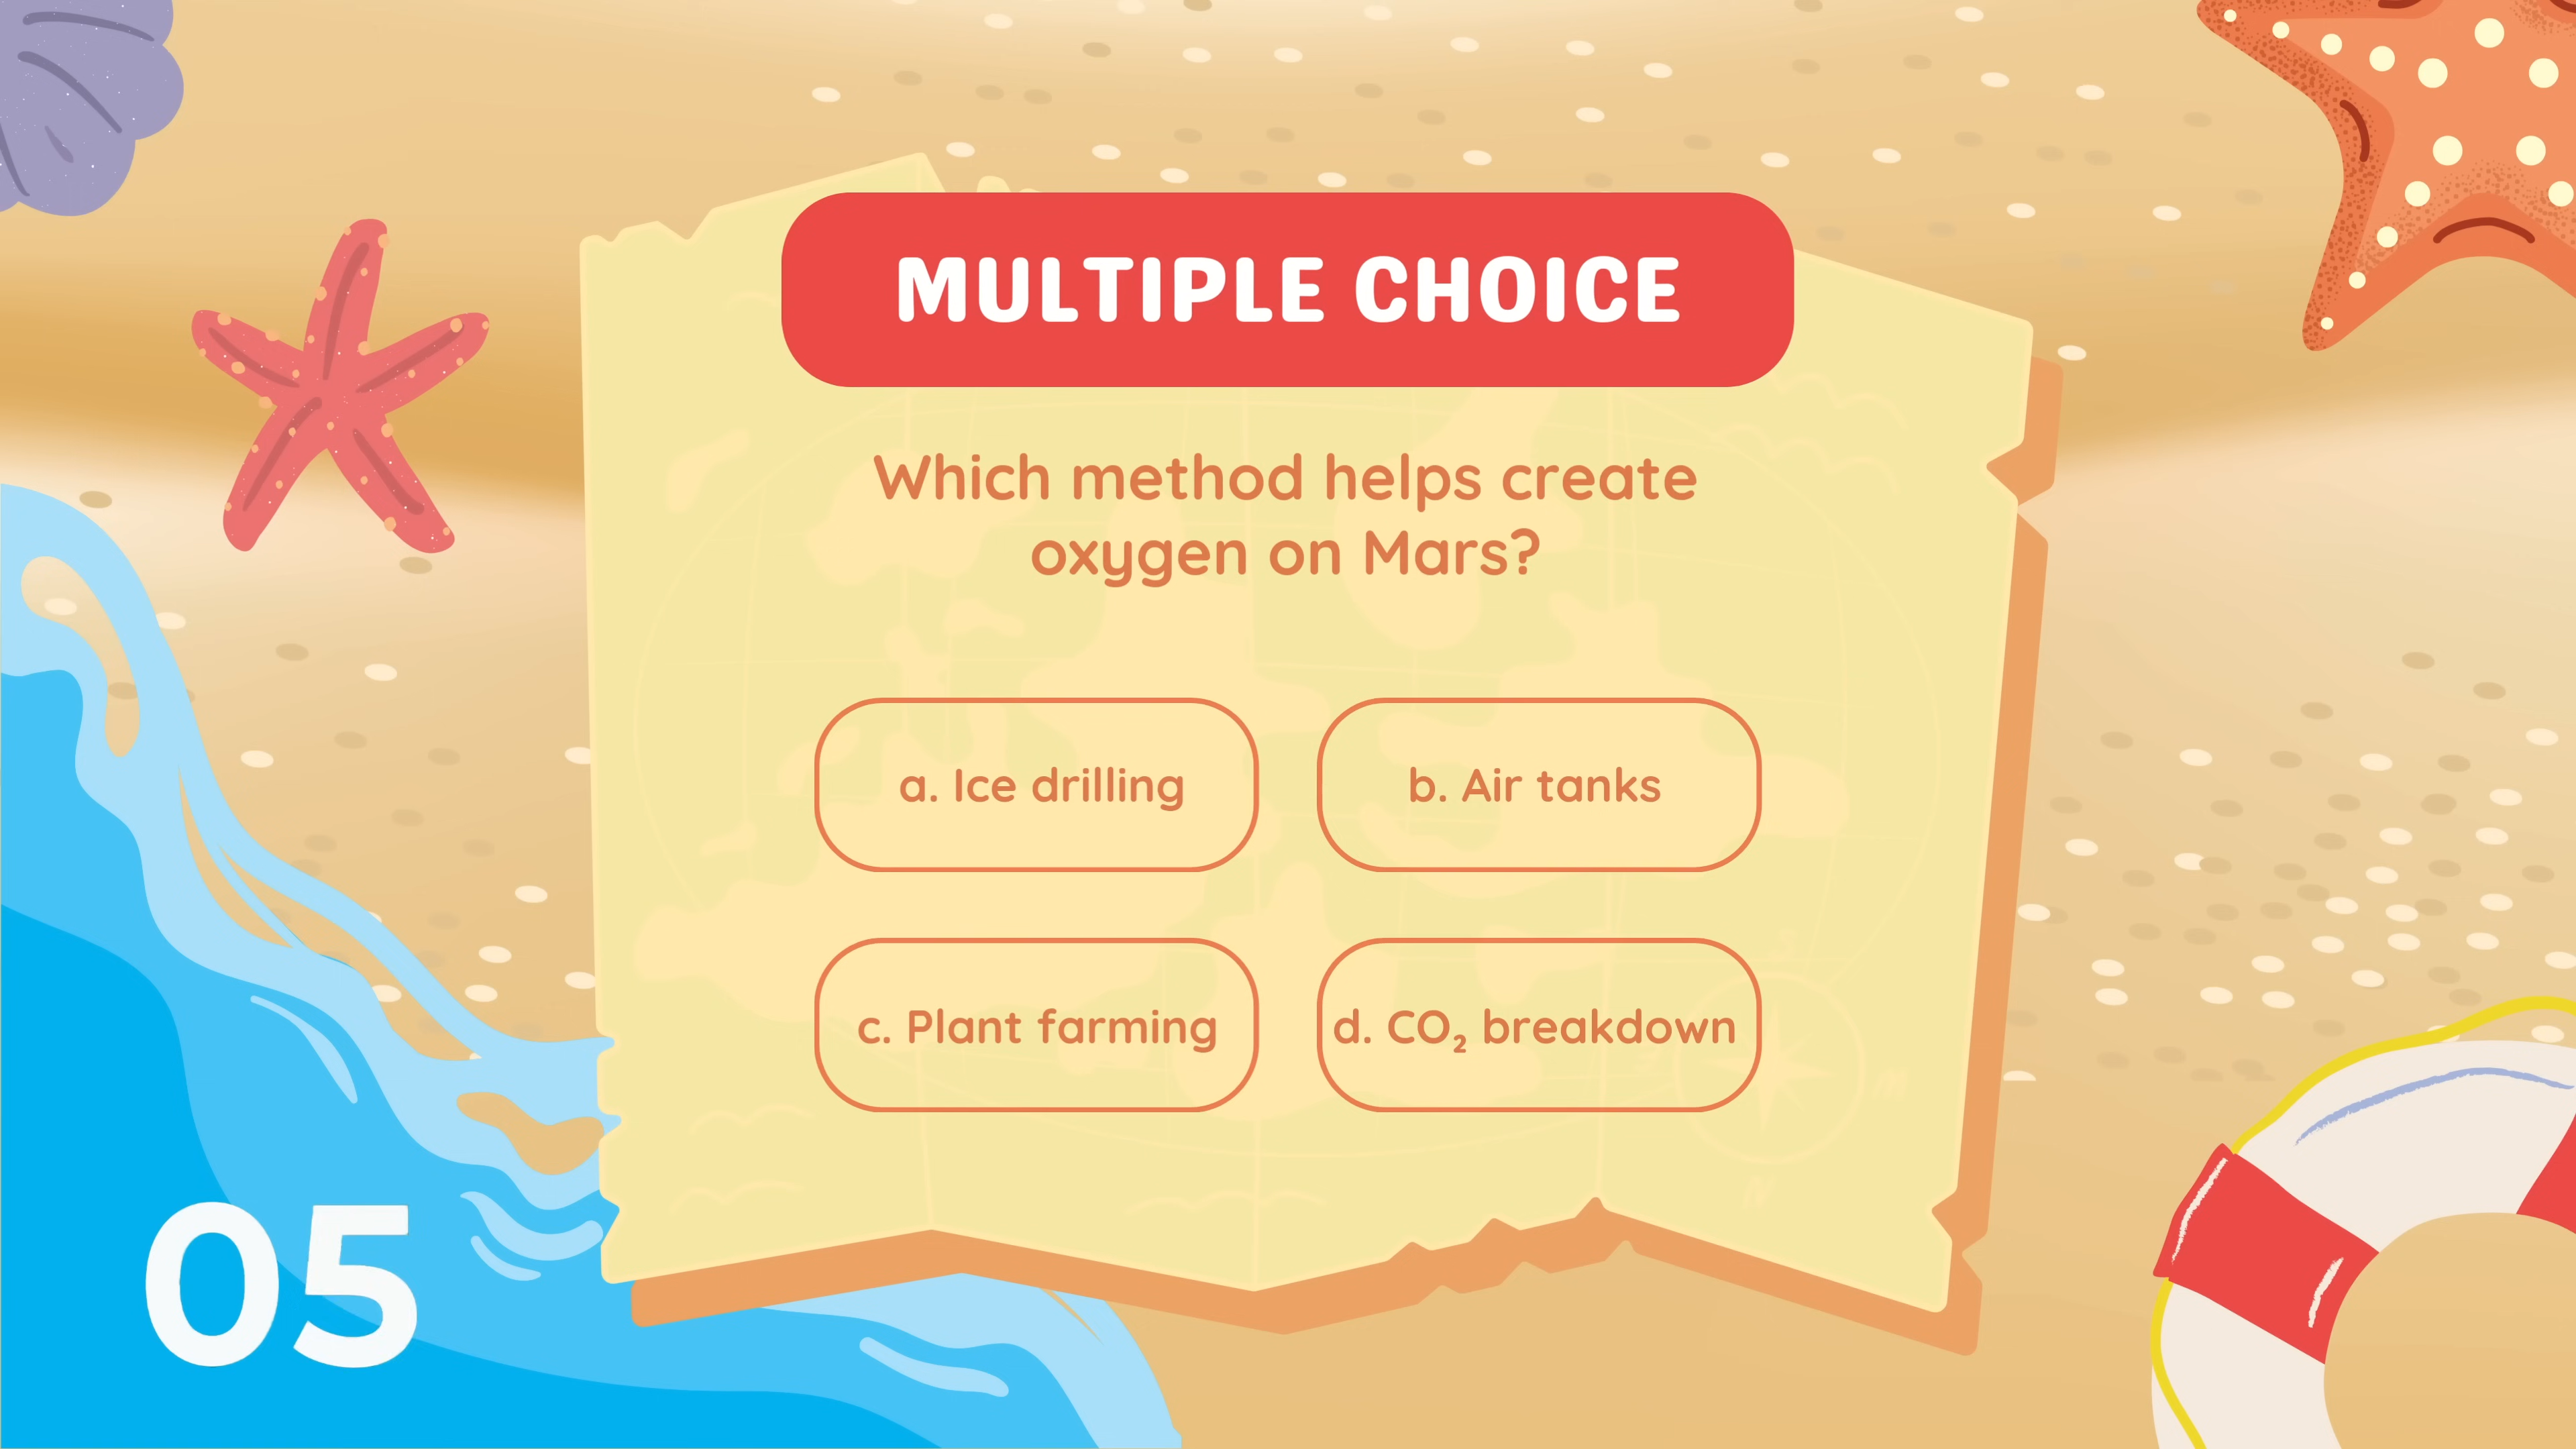 MULTIPLE CHOICE
Which method helps create
oxygen on Mars?
a. Ice drilling
b. Air tanks
c. Plant farming
d. CO₂ breakdown
05